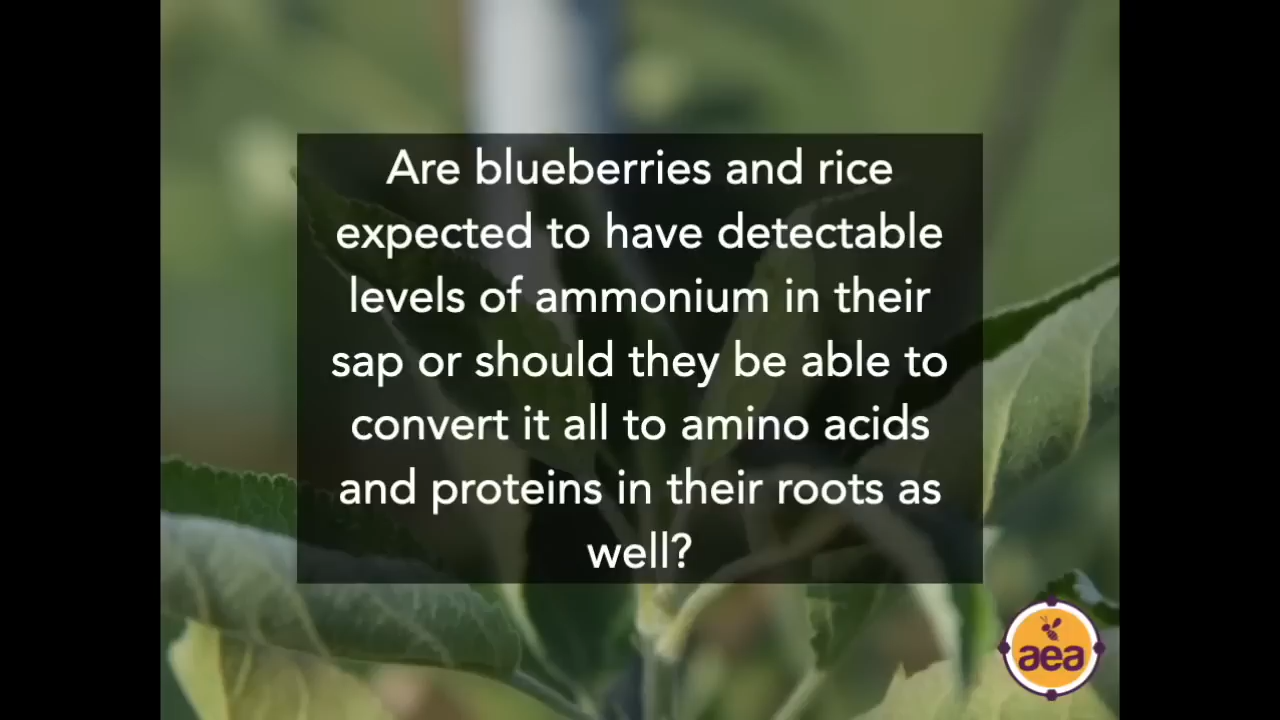 Are blueberries and rice
expected to have detectable
levels of ammonium in their
sap or should they be able to
convert it all to amino acids
and proteins in their roots as
well?
aea